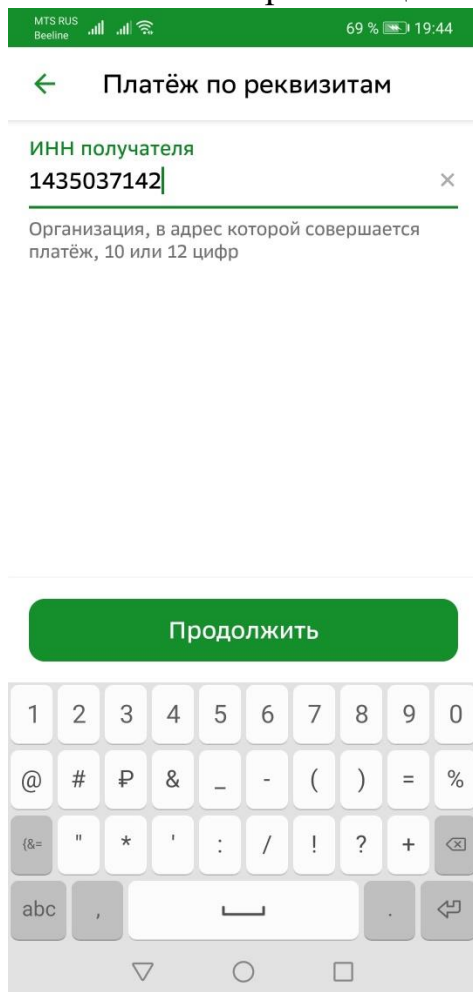 MTS RUS
Beeline
69 % 19:44
Платёж по реквизитам
ИНН получателя
1435037142
Организация, в адрес которой совершается
платёж, 10 или 12 цифр
Продолжить
1 2 3 4 5 6 7 8 9 0
@ # ₽ & _ - ( ) = %
{&= " * ' : / ! ? +
abc , .